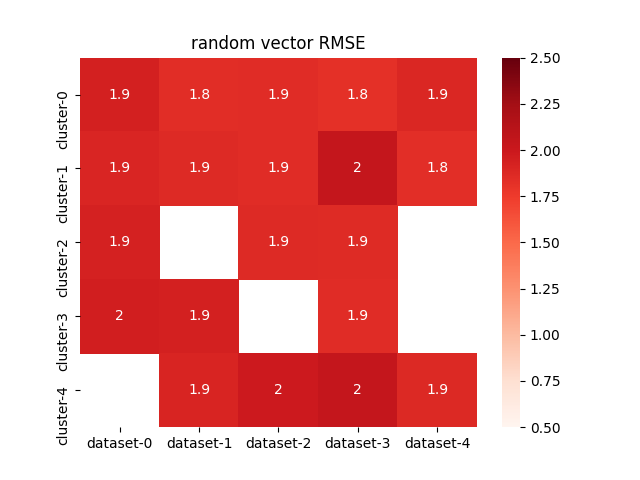 random vector RMSE
cluster-0 1.9 1.8 1.9 1.8 1.9
cluster-1 1.9 1.9 1.9 2 1.8
cluster-2 1.9 1.9 1.9
cluster-3 2 1.9 1.9
cluster-4 1.9 2 2 1.9
dataset-0 dataset-1 dataset-2 dataset-3 dataset-4
2.50
2.25
2.00
1.75
1.50
1.25
1.00
0.75
0.50